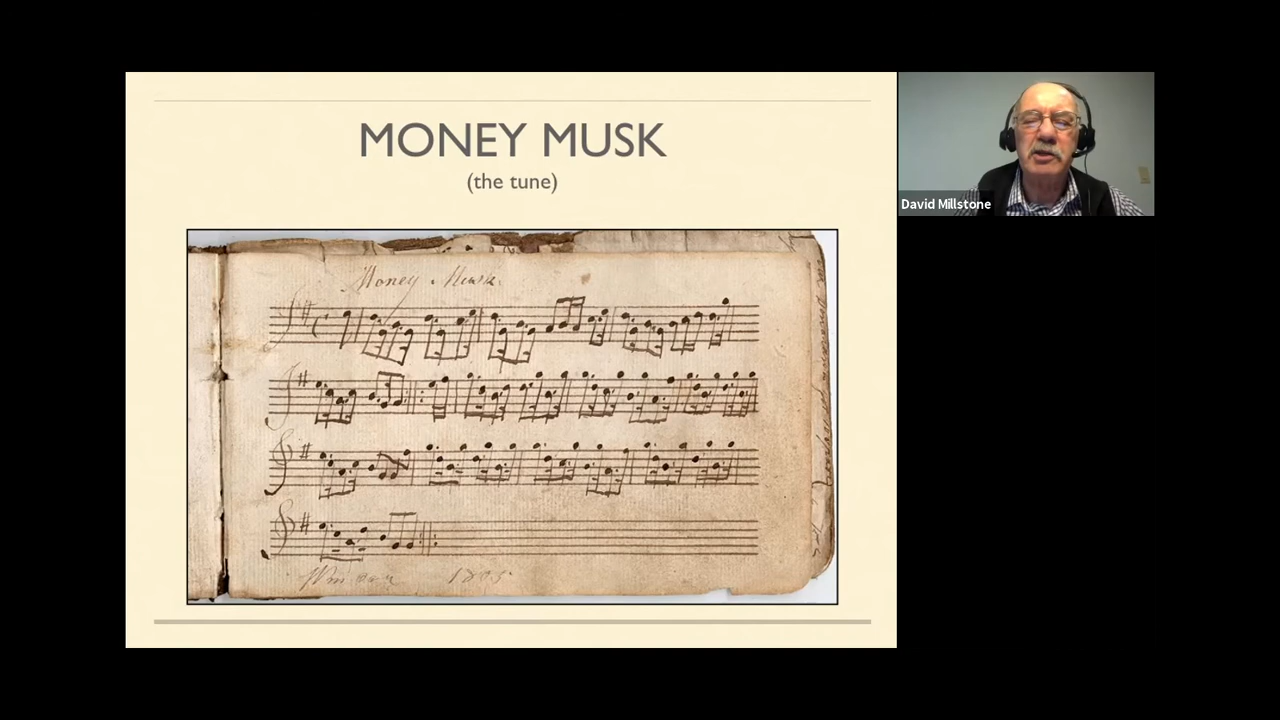 MONEY MUSK
(the tune)
Money Musk.
1805
David Millstone